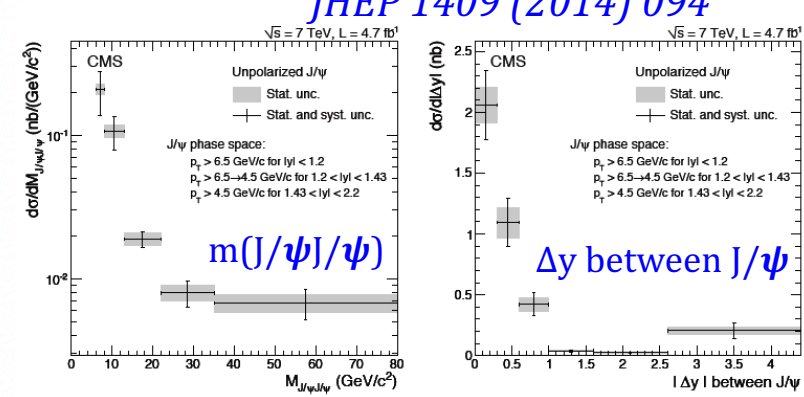 JHEP 1409 (2014) 094
√s = 7 TeV, L = 4.7 fb¹
CMS
Unpolarized J/ψ
Stat. unc.
Stat. and syst. unc.
J/ψ phase space:
p_T > 6.5 GeV/c for |y| < 1.2
p_T > 6.5→4.5 GeV/c for 1.2 < |y| < 1.43
p_T > 4.5 GeV/c for 1.43 < |y| < 2.2
m(J/ψJ/ψ)
dσ/dM_J/ψJ/ψ (nb/(GeV/c²))
10⁻¹
10⁻²
0 10 20 30 40 50 60 70 80
M_J/ψJ/ψ (GeV/c²)
√s = 7 TeV, L = 4.7 fb¹
CMS
Unpolarized J/ψ
Stat. unc.
Stat. and syst. unc.
J/ψ phase space:
p_T > 6.5 GeV/c for |y| < 1.2
p_T > 6.5→4.5 GeV/c for 1.2 < |y| < 1.43
p_T > 4.5 GeV/c for 1.43 < |y| < 2.2
Δy between J/ψ
dσ/d|Δy| (nb)
2.5
2
1.5
1
0.5
0
0 0.5 1 1.5 2 2.5 3 3.5 4
| Δy | between J/ψ